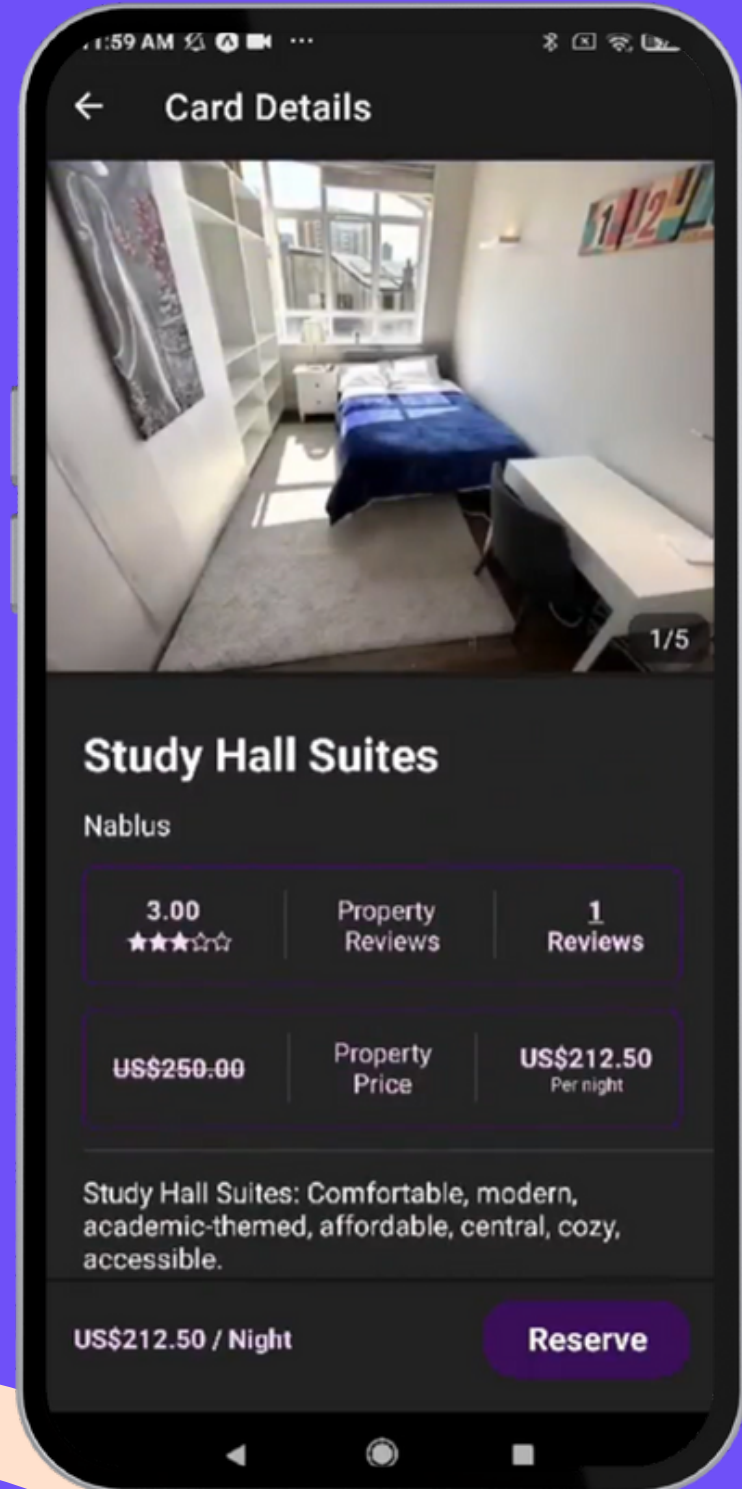 :59 AM
Card Details
1/5
Study Hall Suites
Nablus
3.00
Property
Reviews
1
Reviews
US$250.00
Property
Price
US$212.50
Per night
Study Hall Suites: Comfortable, modern,
academic-themed, affordable, central, cozy,
accessible.
US$212.50 / Night
Reserve